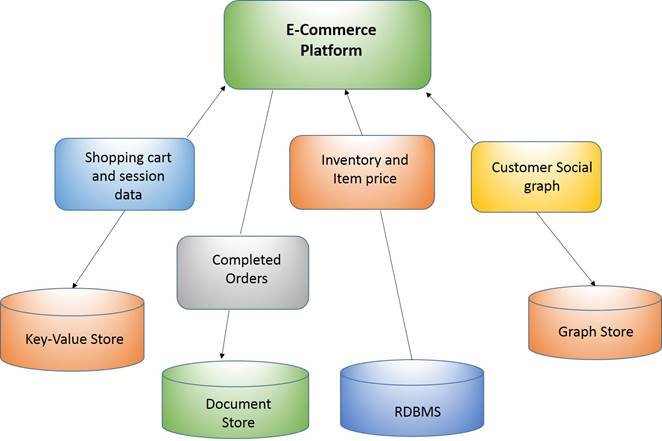 E-Commerce
Platform
Shopping cart
and session
data
Inventory and
Item price
Customer Social
graph
Completed
Orders
Key-Value Store
Graph Store
Document
Store
RDBMS